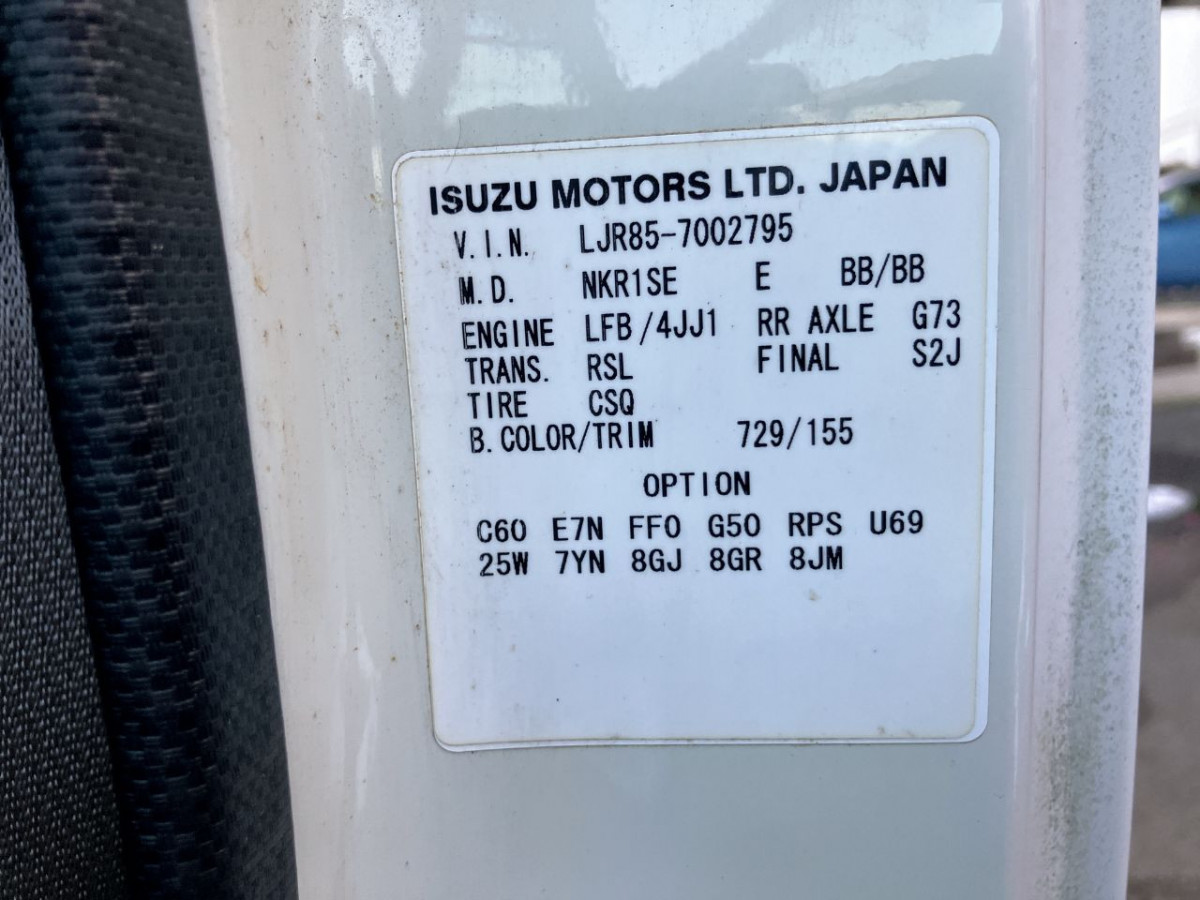 ISUZU MOTORS LTD. JAPAN
V.I.N. LJR85-7002795
M.D. NKR1SE E BB/BB
ENGINE LFB/4JJ1 RR AXLE G73
TRANS. RSL FINAL S2J
TIRE CSQ
B.COLOR/TRIM 729/155
OPTION
C60 E7N FF0 G50 RPS U69
25W 7YN 8GJ 8GR 8JM